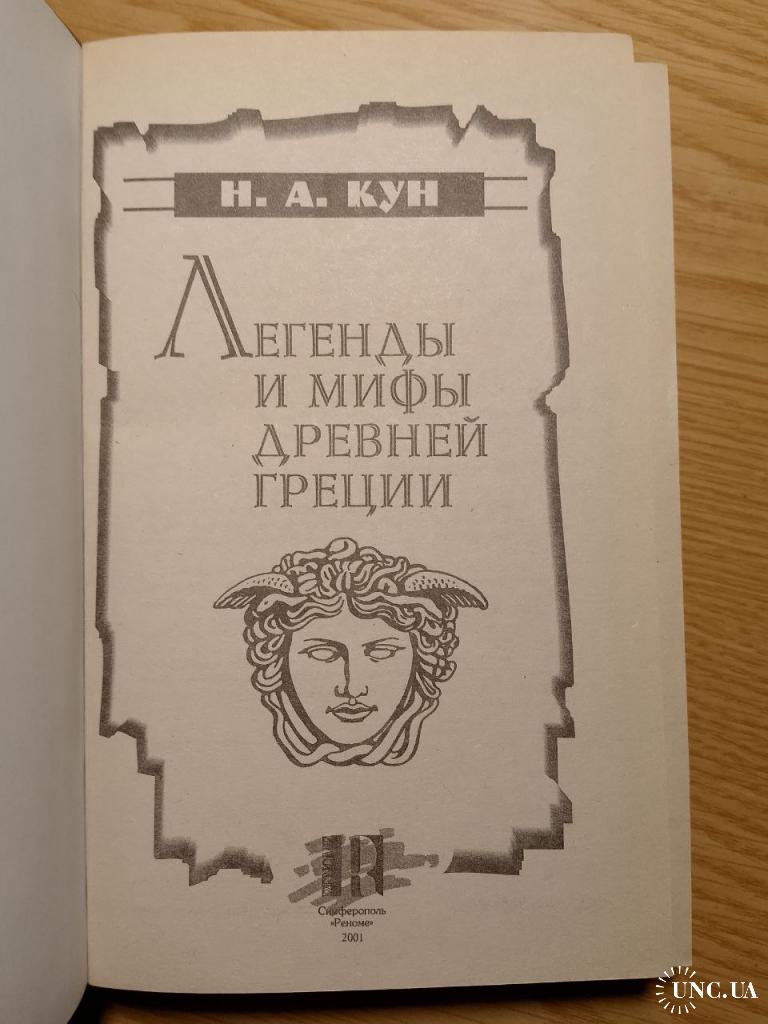 Н. А. КУН
ЛЕГЕНДЫ
И МИФЫ
ДРЕВНЕЙ
ГРЕЦИИ
Симферополь
«Реноме»
2001
UNC.UA